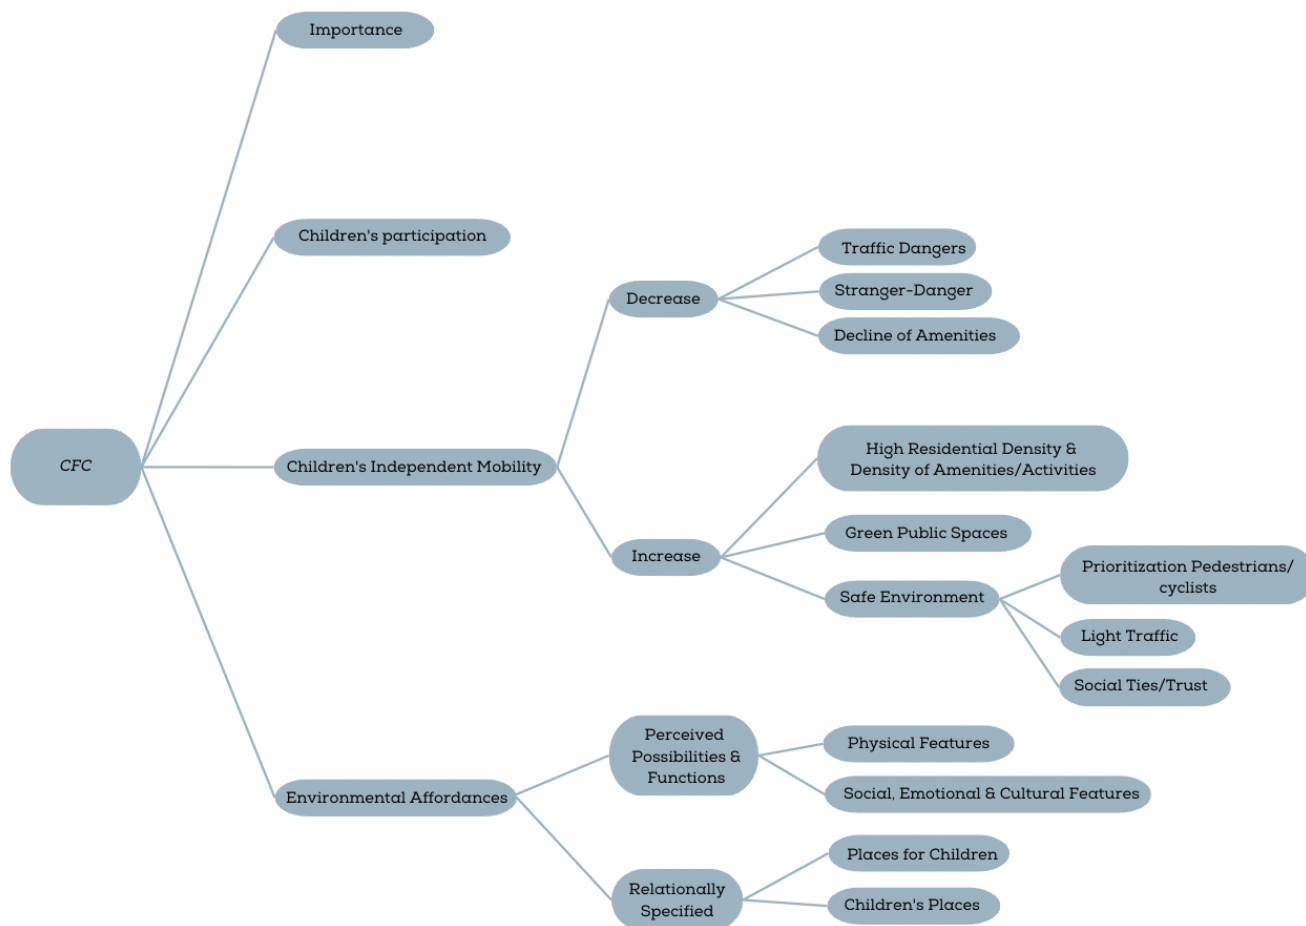 Importance
Children's participation
CFC
Children's Independent Mobility
Decrease
Traffic Dangers
Stranger-Danger
Decline of Amenities
Increase
High Residential Density &
Density of Amenities/Activities
Green Public Spaces
Safe Environment
Prioritization Pedestrians/
cyclists
Light Traffic
Social Ties/Trust
Environmental Affordances
Perceived
Possibilities &
Functions
Physical Features
Social, Emotional & Cultural Features
Relationally
Specified
Places for Children
Children's Places